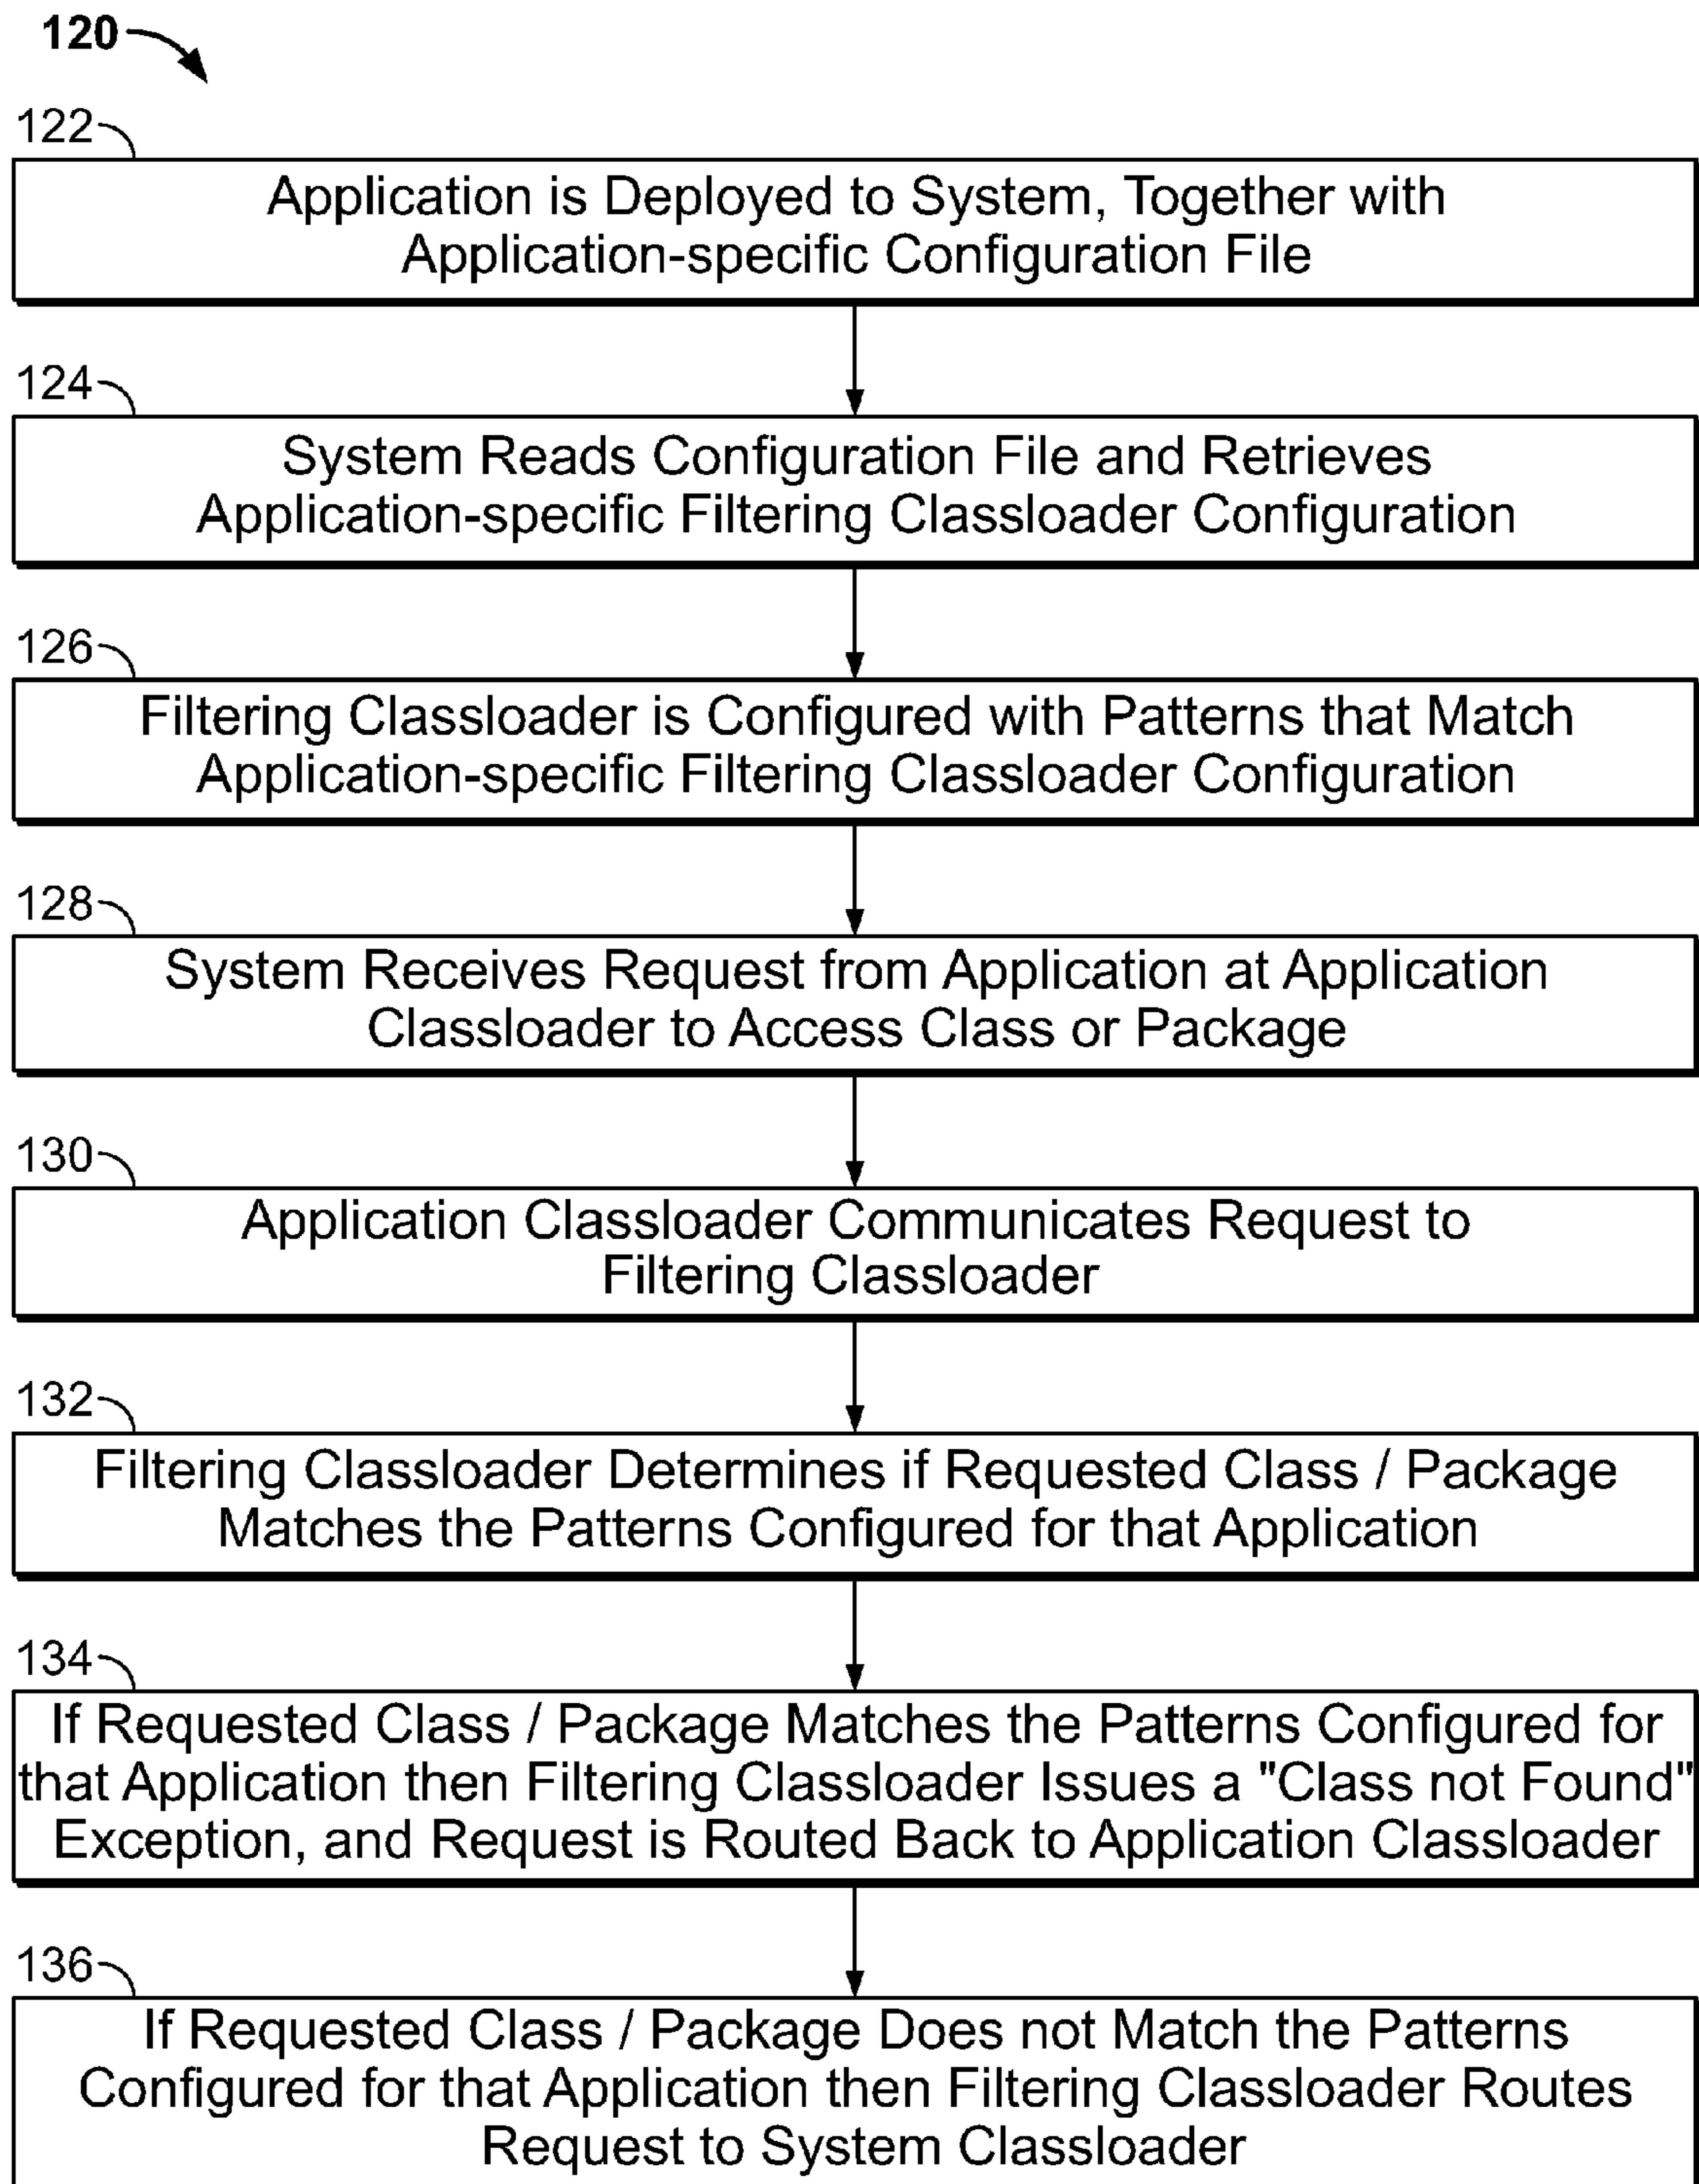 120
122
Application is Deployed to System, Together with
Application-specific Configuration File
124
System Reads Configuration File and Retrieves
Application-specific Filtering Classloader Configuration
126
Filtering Classloader is Configured with Patterns that Match
Application-specific Filtering Classloader Configuration
128
System Receives Request from Application at Application
Classloader to Access Class or Package
130
Application Classloader Communicates Request to
Filtering Classloader
132
Filtering Classloader Determines if Requested Class / Package
Matches the Patterns Configured for that Application
134
If Requested Class / Package Matches the Patterns Configured for
that Application then Filtering Classloader Issues a "Class not Found"
Exception, and Request is Routed Back to Application Classloader
136
If Requested Class / Package Does not Match the Patterns
Configured for that Application then Filtering Classloader Routes
Request to System Classloader